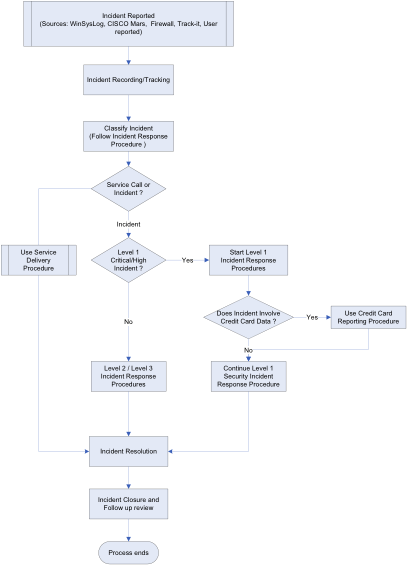 Incident Reported
(Sources: WinSysLog, CISCO Mars, Firewall, Track-it, User
reported)
Incident Recording/Tracking
Classify Incident
(Follow Incident Response
Procedure )
Service Call or
Incident ?
Incident
Use Service
Delivery
Procedure
Level 1
Critical/High
Incident ?
Yes
Start Level 1
Incident Response
Procedures
Does Incident Involve
Credit Card Data ?
Yes
Use Credit Card
Reporting Procedure
No
No
Level 2 / Level 3
Incident Response
Procedures
Continue Level 1
Security Incident
Response Procedure
Incident Resolution
Incident Closure and
Follow up review
Process ends